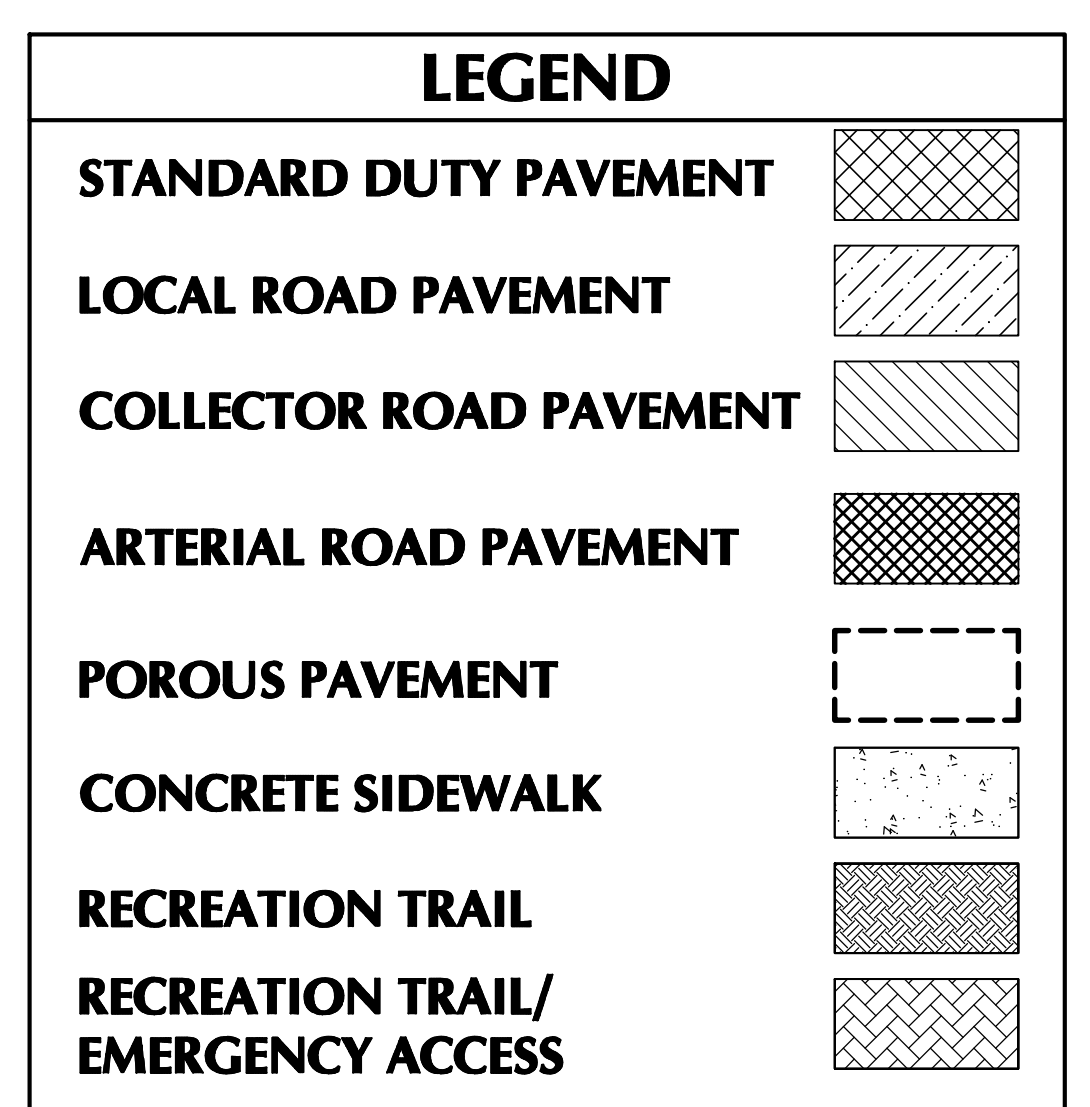 LEGEND
STANDARD DUTY PAVEMENT
LOCAL ROAD PAVEMENT
COLLECTOR ROAD PAVEMENT
ARTERIAL ROAD PAVEMENT
POROUS PAVEMENT
CONCRETE SIDEWALK
RECREATION TRAIL
RECREATION TRAIL/
EMERGENCY ACCESS